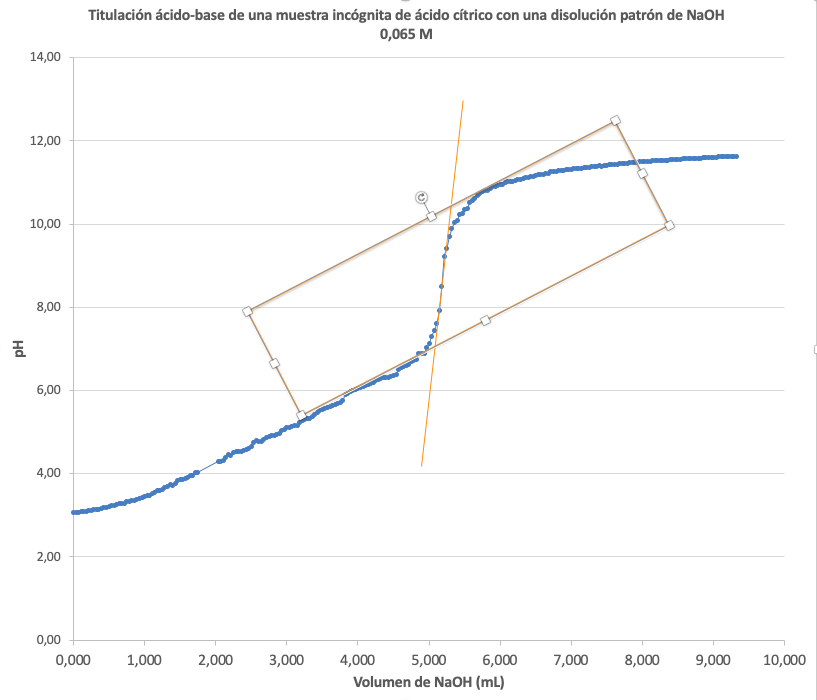 Titulación ácido-base de una muestra incógnita de ácido cítrico con una disolución patrón de NaOH
0,065 M
14,00
12,00
10,00
8,00
6,00
4,00
2,00
0,00
pH
0,000 1,000 2,000 3,000 4,000 5,000 6,000 7,000 8,000 9,000 10,000
Volumen de NaOH (mL)